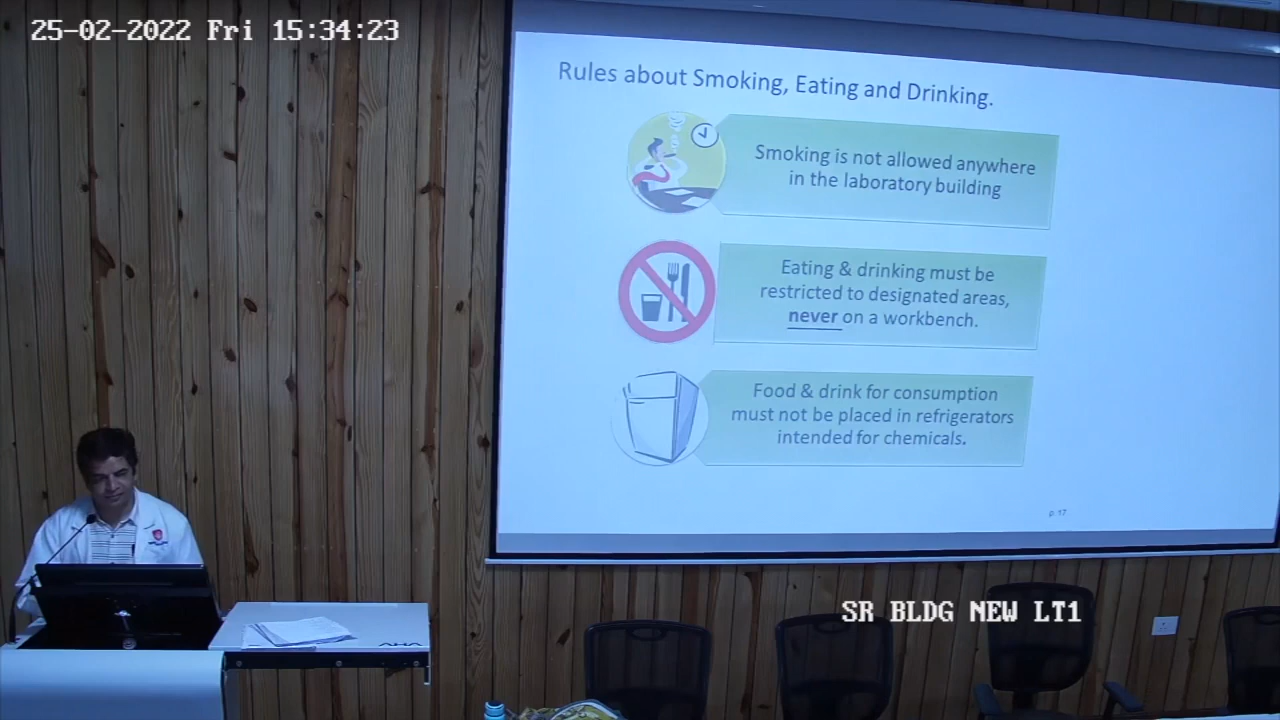 25-02-2022 Fri 15:34:23
Rules about Smoking, Eating and Drinking.
Smoking is not allowed anywhere
in the laboratory building
Eating & drinking must be
restricted to designated areas,
never on a workbench.
Food & drink for consumption
must not be placed in refrigerators
intended for chemicals.
p 17
SR BLDG NEW LT1
AHA